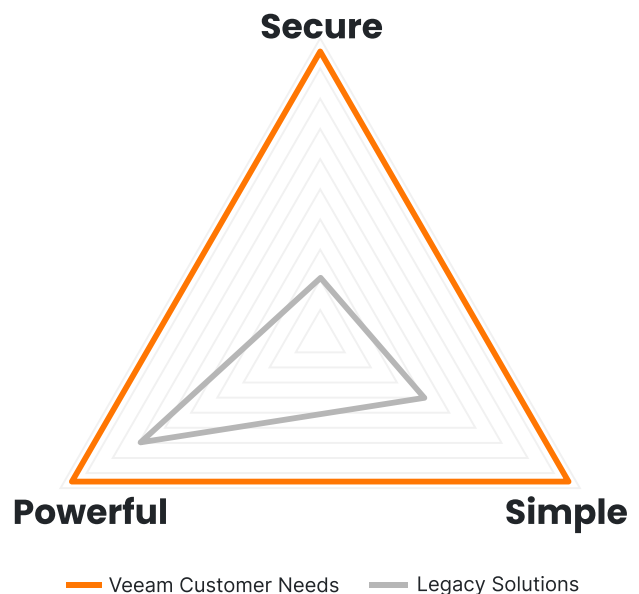 Secure
Powerful
Simple
Veeam Customer Needs
Legacy Solutions